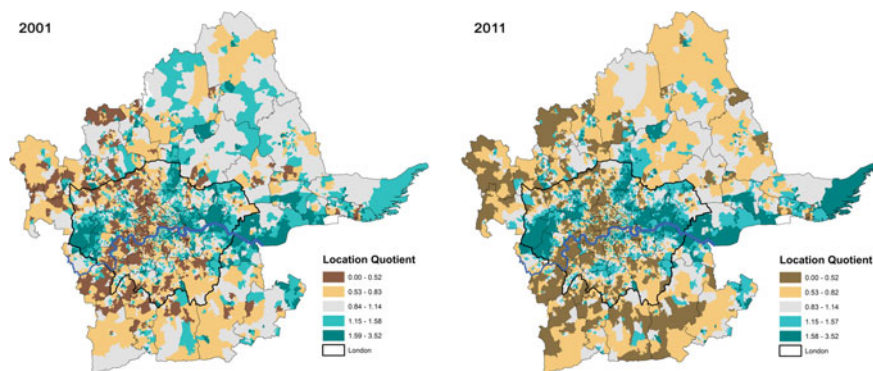 2001
2011
Location Quotient
0.00 - 0.52
0.53 - 0.83
0.84 - 1.14
1.15 - 1.58
1.59 - 3.52
London
Location Quotient
0.00 - 0.52
0.53 - 0.82
0.83 - 1.14
1.15 - 1.57
1.58 - 3.52
London